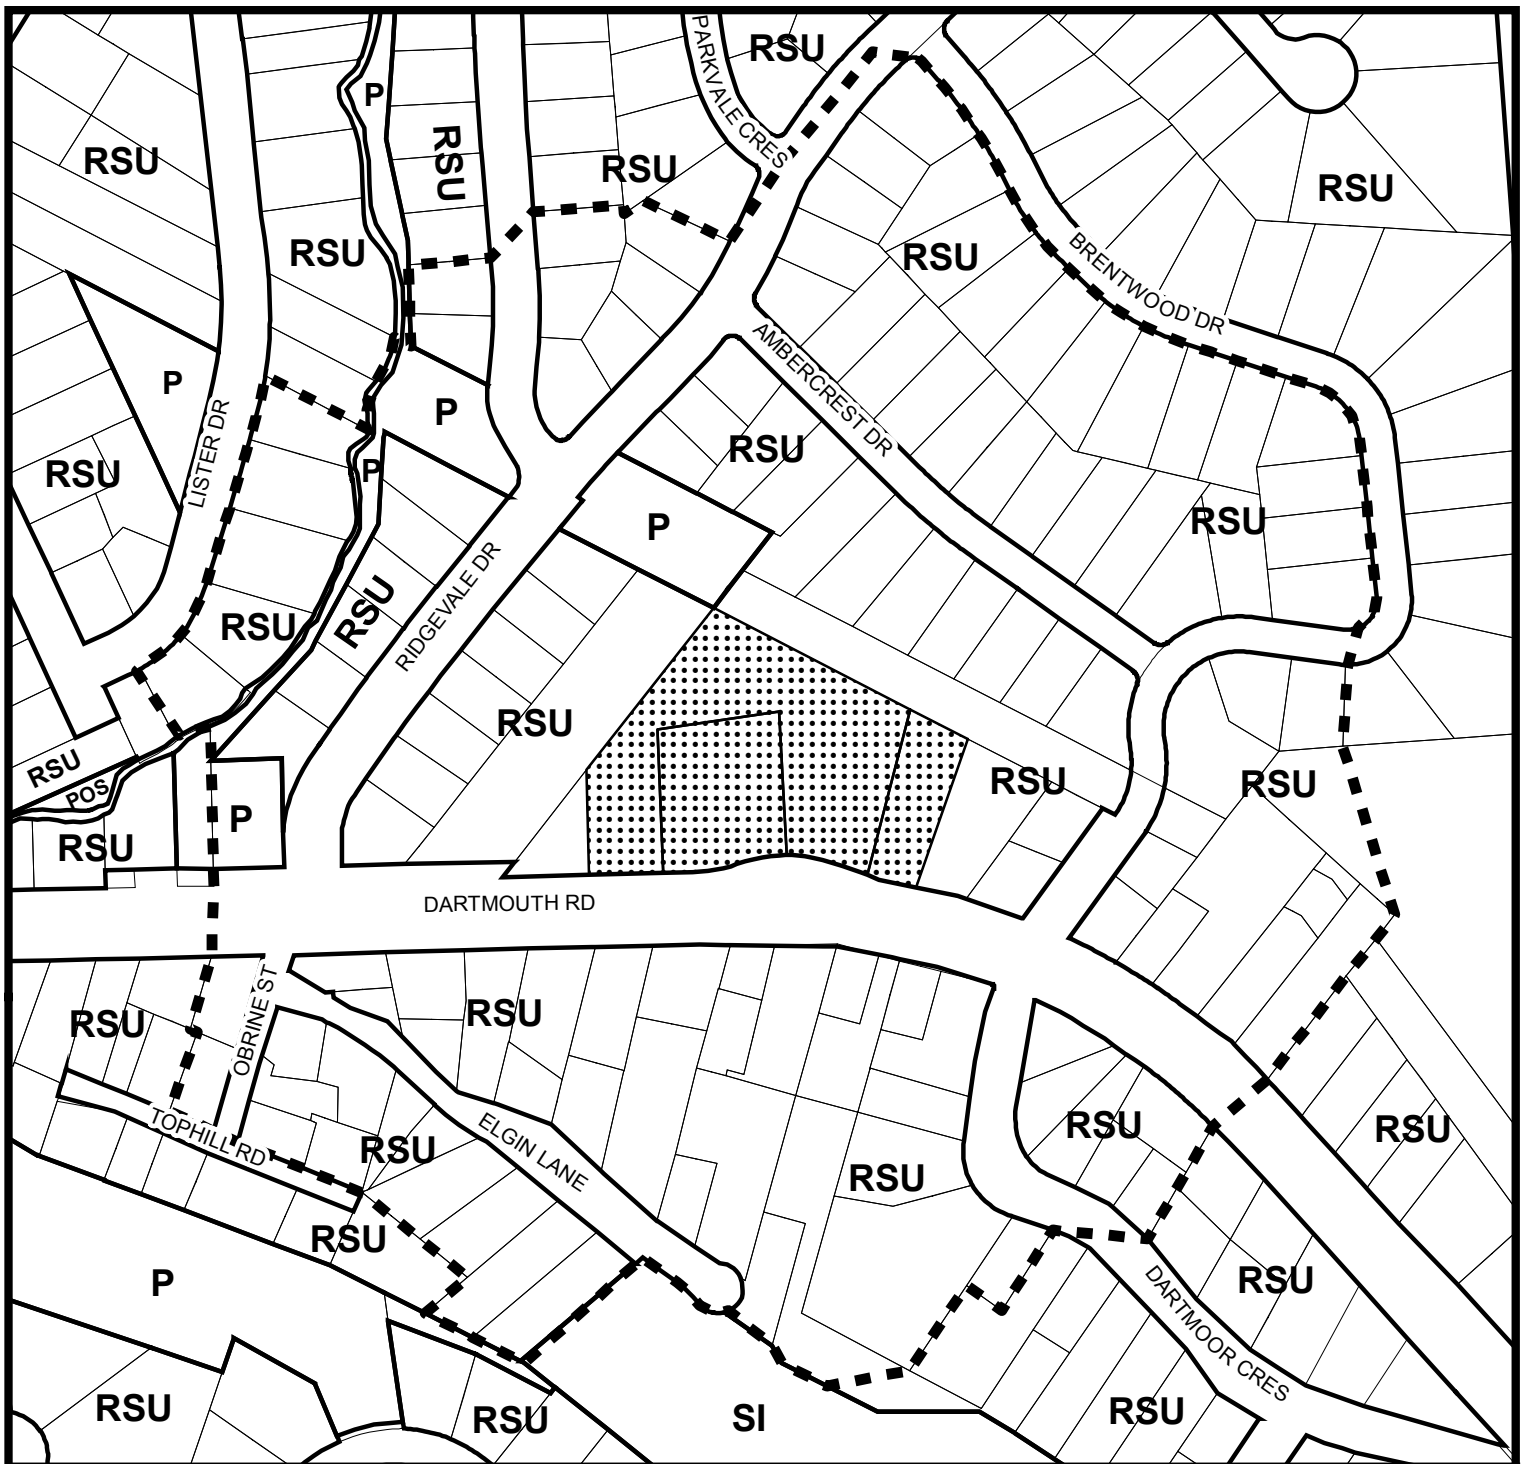 RSU
PARKVALE CRES
P
RSU
RSU
RSU
RSU
RSU
RSU
BRENTWOOD DR
P
AMBERCREST DR
P
LISTER DR
RSU
RSU
P
RSU
P
RIDGEVALE DR
RSU
RSU
RSU
RSU
RSU
RSU
POS
P
RSU
DARTMOUTH RD
RSU
RSU
OBRINE ST
TOPHILL RD
RSU
ELGIN LANE
RSU
RSU
RSU
RSU
P
RSU
DARTMOOR CRES
RSU
RSU
SI
RSU